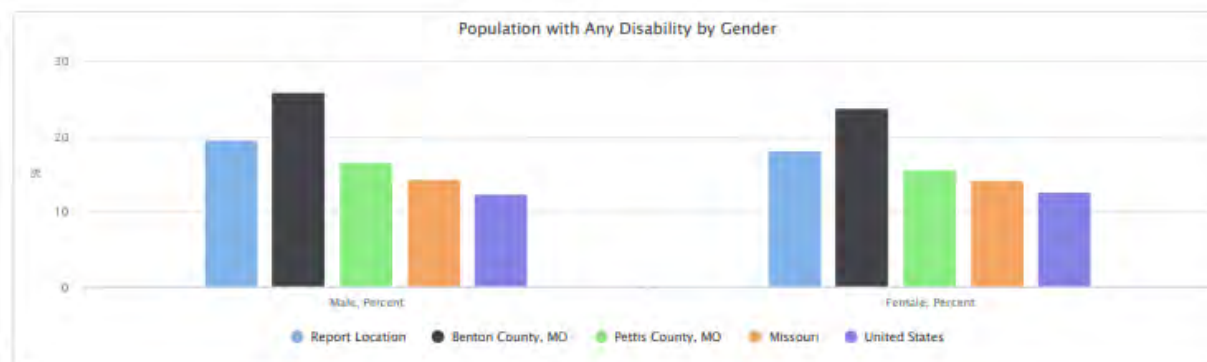 Population with Any Disability by Gender
30
20
%
10
0
Male, Percent
Female, Percent
Report Location
Benton County, MO
Pettis County, MO
Missouri
United States